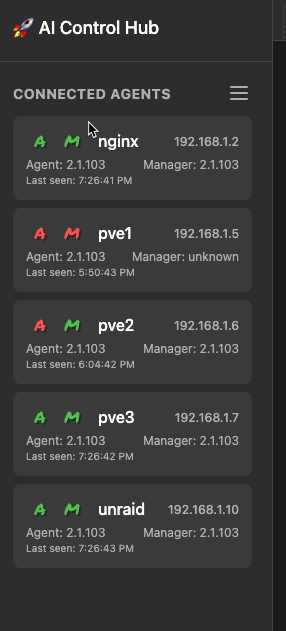 🚀 AI Control Hub
CONNECTED AGENTS
A M nginx 192.168.1.2
Agent: 2.1.103 Manager: 2.1.103
Last seen: 7:26:41 PM
A M pve1 192.168.1.5
Agent: 2.1.103 Manager: unknown
Last seen: 5:50:43 PM
A M pve2 192.168.1.6
Agent: 2.1.103 Manager: 2.1.103
Last seen: 6:04:42 PM
A M pve3 192.168.1.7
Agent: 2.1.103 Manager: 2.1.103
Last seen: 7:26:42 PM
A M unraid 192.168.1.10
Agent: 2.1.103 Manager: 2.1.103
Last seen: 7:26:43 PM